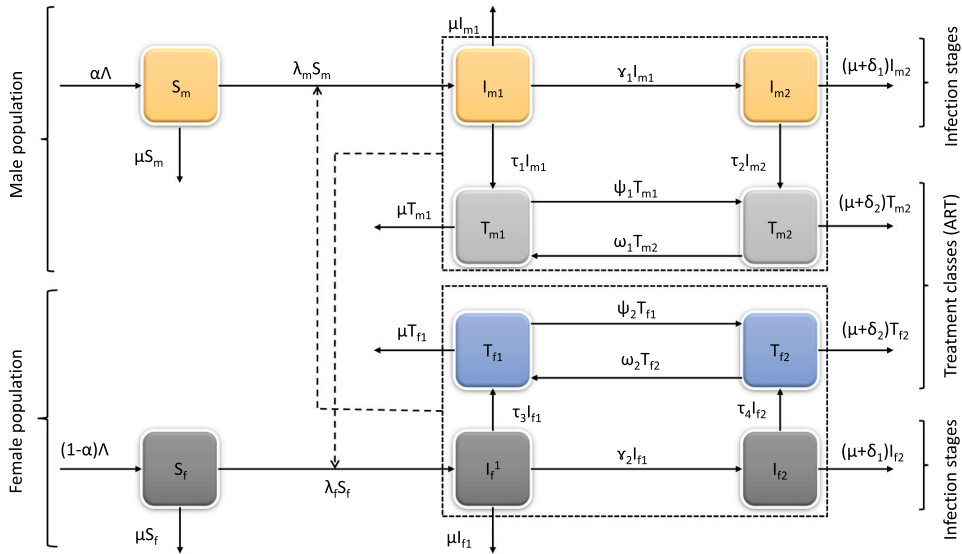 Male population
αΛ
S_m
μS_m
λ_mS_m
μI_m1
I_m1
ɤ_1I_m1
I_m2
(μ+δ_1)I_m2
Infection stages
τ_1I_m1
τ_2I_m2
μT_m1
T_m1
ψ_1T_m1
ω_1T_m2
T_m2
(μ+δ_2)T_m2
Treatment classes (ART)
Female population
μT_f1
T_f1
ψ_2T_f1
ω_2T_f2
T_f2
(μ+δ_2)T_f2
τ_3I_f1
τ_4I_f2
(1-α)Λ
S_f
μS_f
λ_fS_f
I_f^1
ɤ_2I_f1
I_f2
(μ+δ_1)I_f2
μI_f1
Infection stages